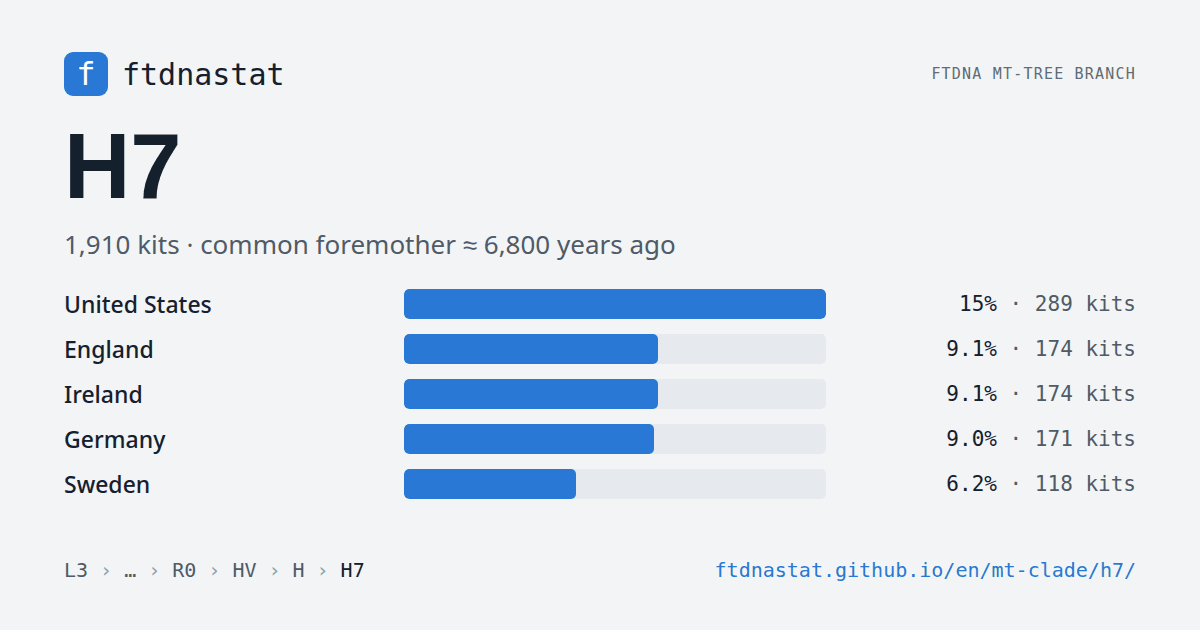 f ftdnastat
FTDNA MT-TREE BRANCH
H7
1,910 kits · common foremother ≈ 6,800 years ago
United States 15% · 289 kits
England 9.1% · 174 kits
Ireland 9.1% · 174 kits
Germany 9.0% · 171 kits
Sweden 6.2% · 118 kits
L3 › … › R0 › HV › H › H7
ftdnastat.github.io/en/mt-clade/h7/